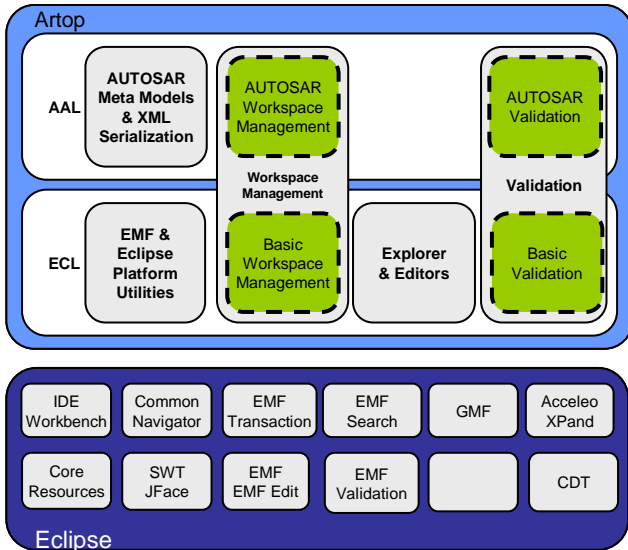 Artop
AAL
AUTOSAR
Meta Models
& XML
Serialization
AUTOSAR
Workspace
Management
Workspace
Management
AUTOSAR
Validation
Validation
ECL
EMF &
Eclipse
Platform
Utilities
Basic
Workspace
Management
Explorer
& Editors
Basic
Validation
IDE
Workbench
Common
Navigator
EMF
Transaction
EMF
Search
GMF
Acceleo
XPand
Core
Resources
SWT
JFace
EMF
EMF Edit
EMF
Validation
CDT
Eclipse